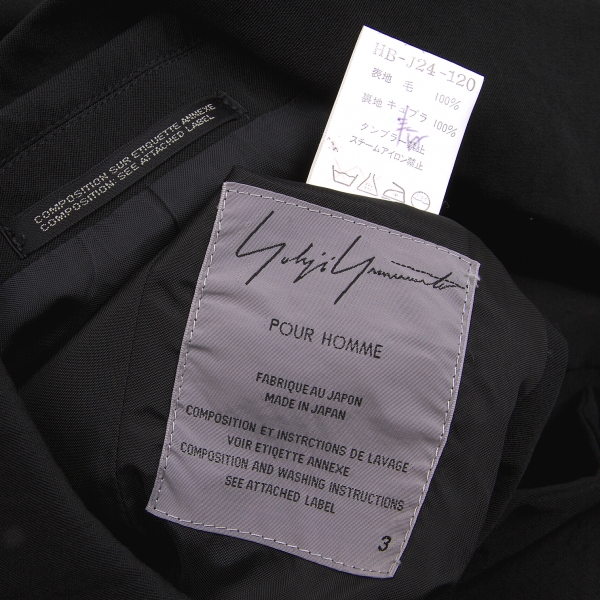 HB-J24-120
表地 毛 100%
裏地 キュプラ 100%
タンブラー禁止
スチームアイロン禁止
COMPOSITION SUR ETIQUETTE ANNEXE
COMPOSITION: SEE ATTACHED LABEL
Yohji Yamamoto
POUR HOMME
FABRIQUE AU JAPON
MADE IN JAPAN
COMPOSITION ET INSTRCTIONS DE LAVAGE
VOIR ETIQETTE ANNEXE
COMPOSITION AND WASHING INSTRUCTIONS
SEE ATTACHED LABEL
3